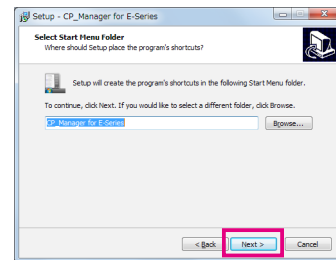 Setup - CP_Manager for E-Series
Select Start Menu Folder
Where should Setup place the program's shortcuts?
Setup will create the program's shortcuts in the following Start Menu folder.
To continue, click Next. If you would like to select a different folder, click Browse.
CP_Manager for E-Series
Browse...
< Back
Next >
Cancel